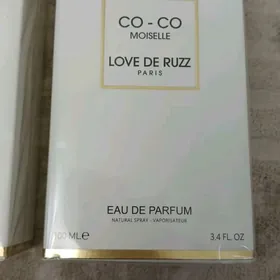 CO - CO
MOISELLE
LOVE DE RUZZ
PARIS
EAU DE PARFUM
NATURAL SPRAY - VAPORISATEUR
100 ML.e
3.4 FL. OZ